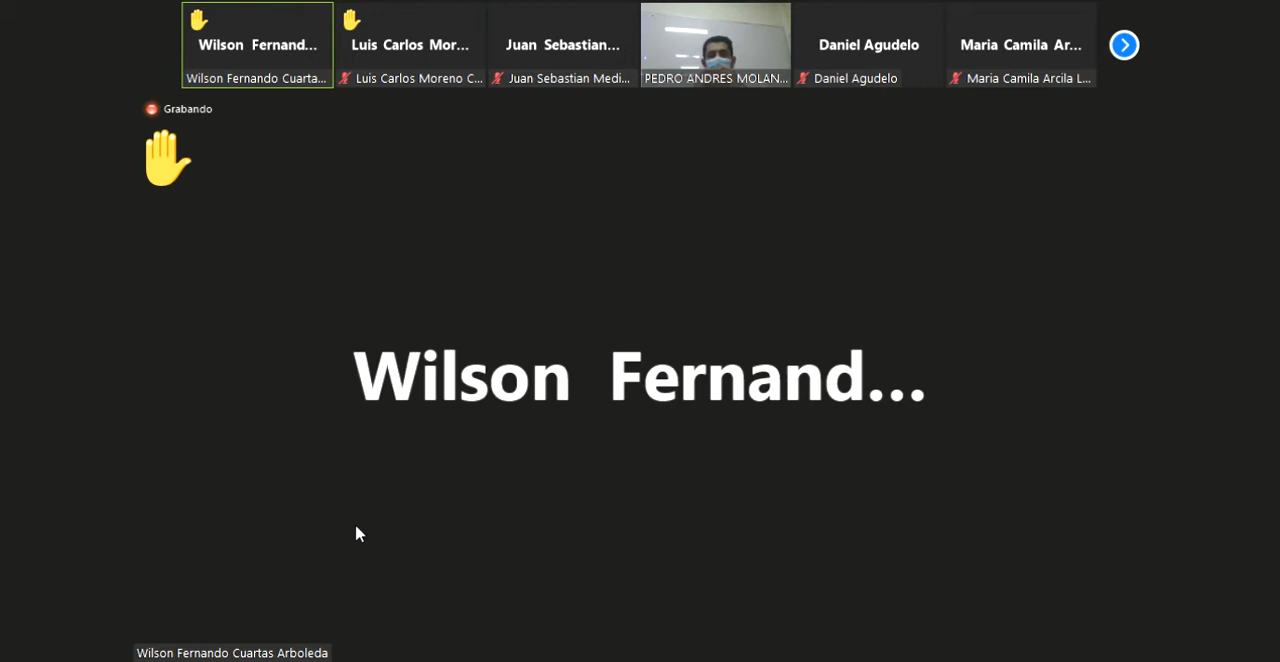 Wilson Fernand...
Luis Carlos Mor...
Juan Sebastian...
Daniel Agudelo
Maria Camila Ar...
Wilson Fernando Cuarta...
Luis Carlos Moreno C...
Juan Sebastian Medi...
PEDRO ANDRES MOLAN...
Daniel Agudelo
Maria Camila Arcila L...
Grabando
Wilson Fernand...
Wilson Fernando Cuartas Arboleda